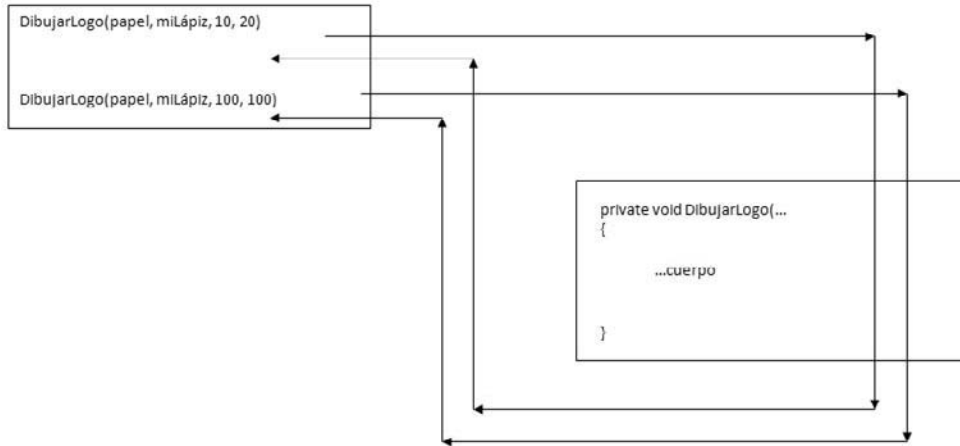 DibujarLogo(papel, miLápiz, 10, 20)
DibujarLogo(papel, miLápiz, 100, 100)
private void DibujarLogo(...
{
...cuerpo
}